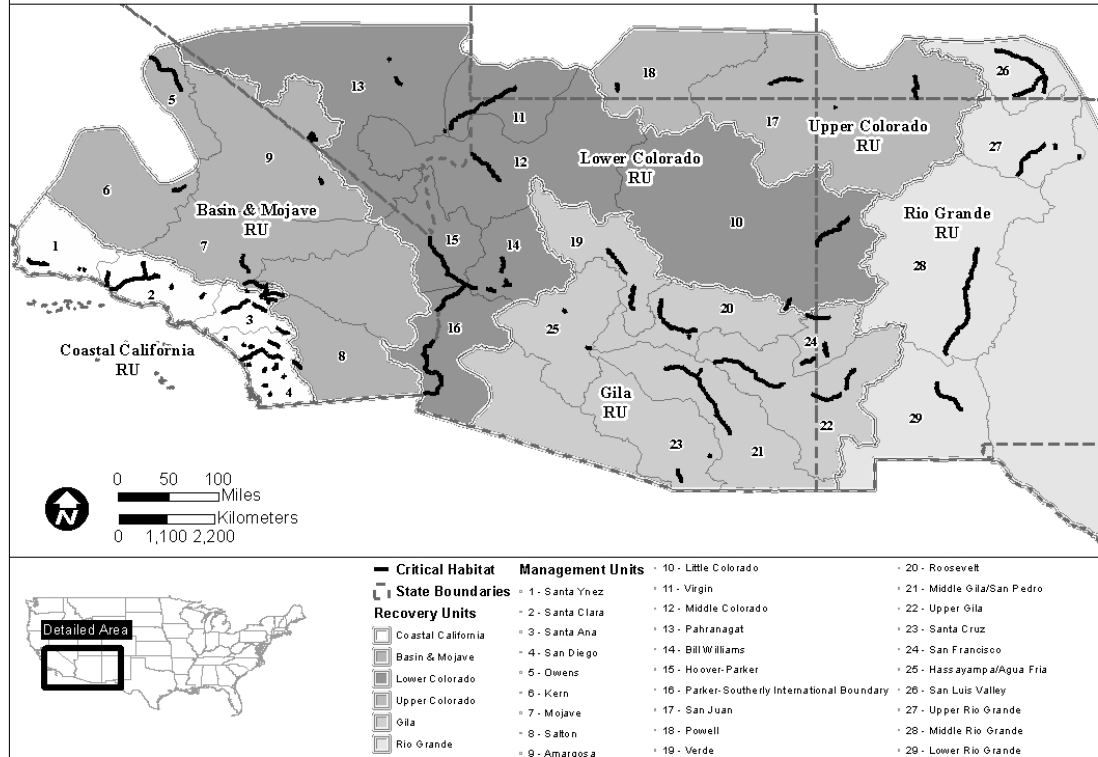 26
18
13
5
11
17
Upper Colorado
RU
27
9
12
Lower Colorado
RU
6
Basin & Mojave
RU
10
Rio Grande
RU
1
7
15
14
19
28
2
3
16
25
20
24
Coastal California
RU
8
4
Gila
RU
29
22
23
21
0 50 100
Miles
Kilometers
0 1,100 2,200
N
Detailed Area
Critical Habitat
State Boundaries
Recovery Units
Coastal California
Basin & Mojave
Lower Colorado
Upper Colorado
Gila
Rio Grande
Management Units
1 - Santa Ynez
2 - Santa Clara
3 - Santa Ana
4 - San Diego
5 - Owens
6 - Kern
7 - Mojave
8 - Salton
9 - Amargosa
10 - Little Colorado
11 - Virgin
12 - Middle Colorado
13 - Pahranagat
14 - Bill Williams
15 - Hoover-Parker
16 - Parker-Southerly International Boundary
17 - San Juan
18 - Powell
19 - Verde
20 - Roosevelt
21 - Middle Gila/San Pedro
22 - Upper Gila
23 - Santa Cruz
24 - San Francisco
25 - Hassayampa/Agua Fria
26 - San Luis Valley
27 - Upper Rio Grande
28 - Middle Rio Grande
29 - Lower Rio Grande